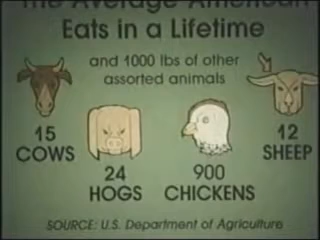 The Average American
Eats in a Lifetime
and 1000 lbs of other
assorted animals
15
COWS
24
HOGS
900
CHICKENS
12
SHEEP
SOURCE: U.S. Department of Agriculture